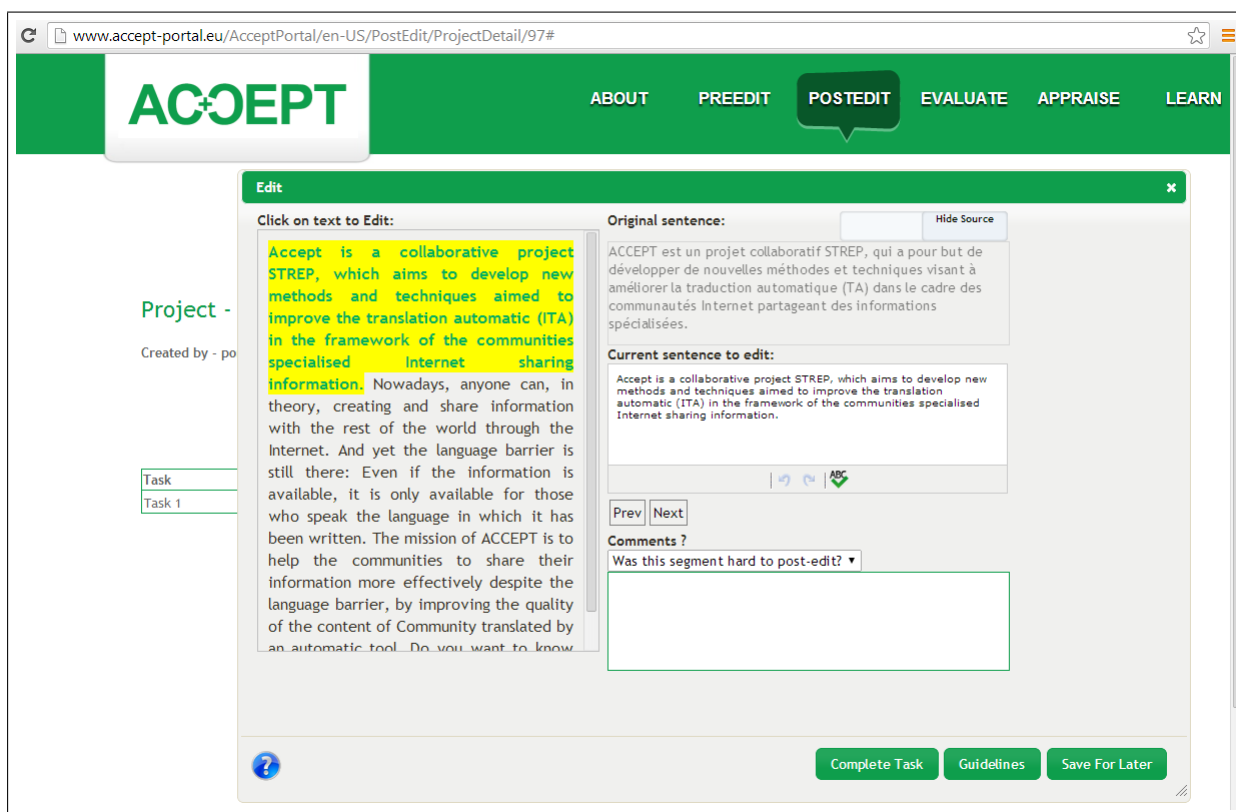 www.accept-portal.eu/AcceptPortal/en-US/PostEdit/ProjectDetail/97#
ACCEPT
ABOUT PREEDIT POSTEDIT EVALUATE APPRAISE LEARN
Edit
Click on text to Edit:
Accept is a collaborative project
STREP, which aims to develop new
methods and techniques aimed to
improve the translation automatic (ITA)
in the framework of the communities
specialised Internet sharing
information. Nowadays, anyone can, in
theory, creating and share information
with the rest of the world through the
Internet. And yet the language barrier is
still there: Even if the information is
available, it is only available for those
who speak the language in which it has
been written. The mission of ACCEPT is to
help the communities to share their
information more effectively despite the
language barrier, by improving the quality
of the content of Community translated by
an automatic tool. Do you want to know
Original sentence:
Hide Source
ACCEPT est un projet collaboratif STREP, qui a pour but de
développer de nouvelles méthodes et techniques visant à
améliorer la traduction automatique (TA) dans le cadre des
communautés Internet partageant des informations
spécialisées.
Current sentence to edit:
Accept is a collaborative project STREP, which aims to develop new
methods and techniques aimed to improve the translation
automatic (ITA) in the framework of the communities specialised
Internet sharing information.
ABC
Prev Next
Comments ?
Was this segment hard to post-edit?
Project -
Created by - po
Task
Task 1
?
Complete Task Guidelines Save For Later